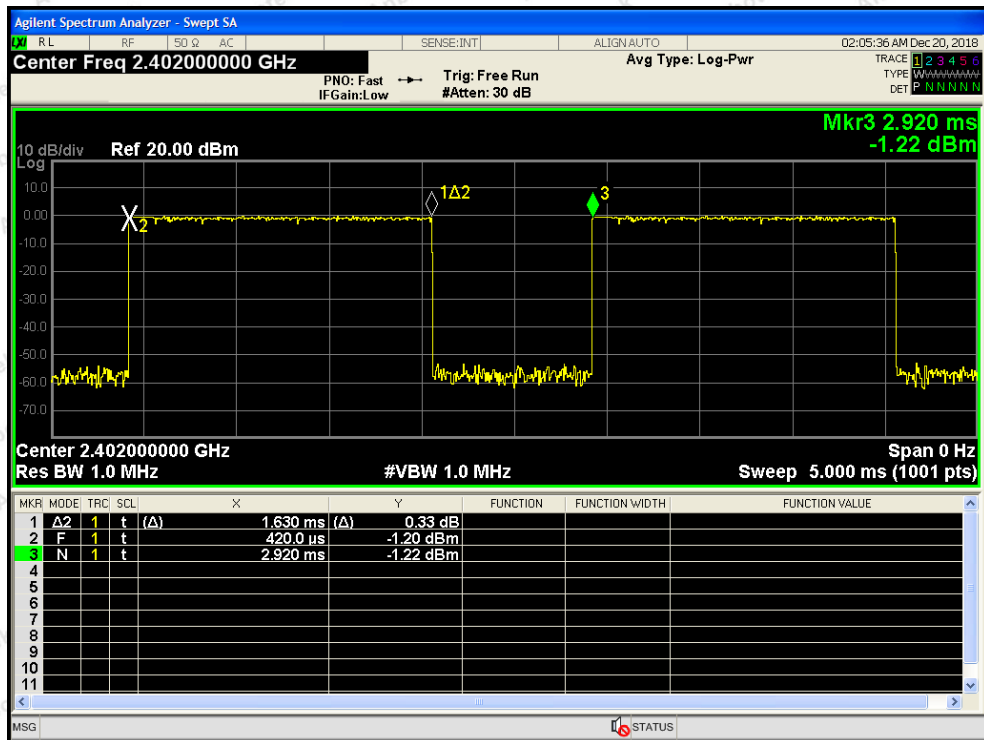 Agilent Spectrum Analyzer - Swept SA
LXI RL RF 50 Ω AC SENSE:INT ALIGN AUTO 02:05:36 AM Dec 20, 2018
Center Freq 2.402000000 GHz Avg Type: Log-Pwr TRACE 1 2 3 4 5 6
PNO: Fast Trig: Free Run TYPE WWWWWW
IFGain:Low #Atten: 30 dB DET P N N N N N
Mkr3 2.920 ms
10 dB/div Ref 20.00 dBm -1.22 dBm
Log
10.0
1Δ2
3
0.00
2
-10.0
-20.0
-30.0
-40.0
-50.0
-60.0
-70.0
Center 2.402000000 GHz Span 0 Hz
Res BW 1.0 MHz #VBW 1.0 MHz Sweep 5.000 ms (1001 pts)
MKR MODE TRC SCL X Y FUNCTION FUNCTION WIDTH FUNCTION VALUE
1 Δ2 1 t (Δ) 1.630 ms (Δ) 0.33 dB
2 F 1 t 420.0 µs -1.20 dBm
3 N 1 t 2.920 ms -1.22 dBm
4
5
6
7
8
9
10
11
MSG STATUS